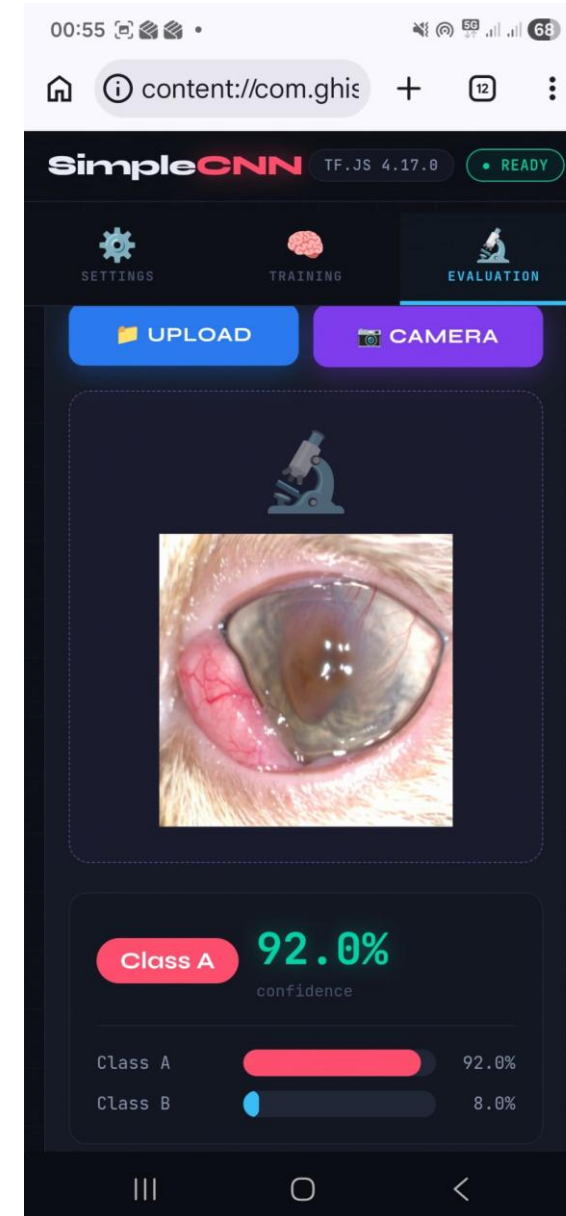 00:55 5G 68
content://com.ghis 12
SimpleCNN TF.JS 4.17.0 • READY
SETTINGS TRAINING EVALUATION
UPLOAD CAMERA
Class A 92.0%
confidence
Class A 92.0%
Class B 8.0%